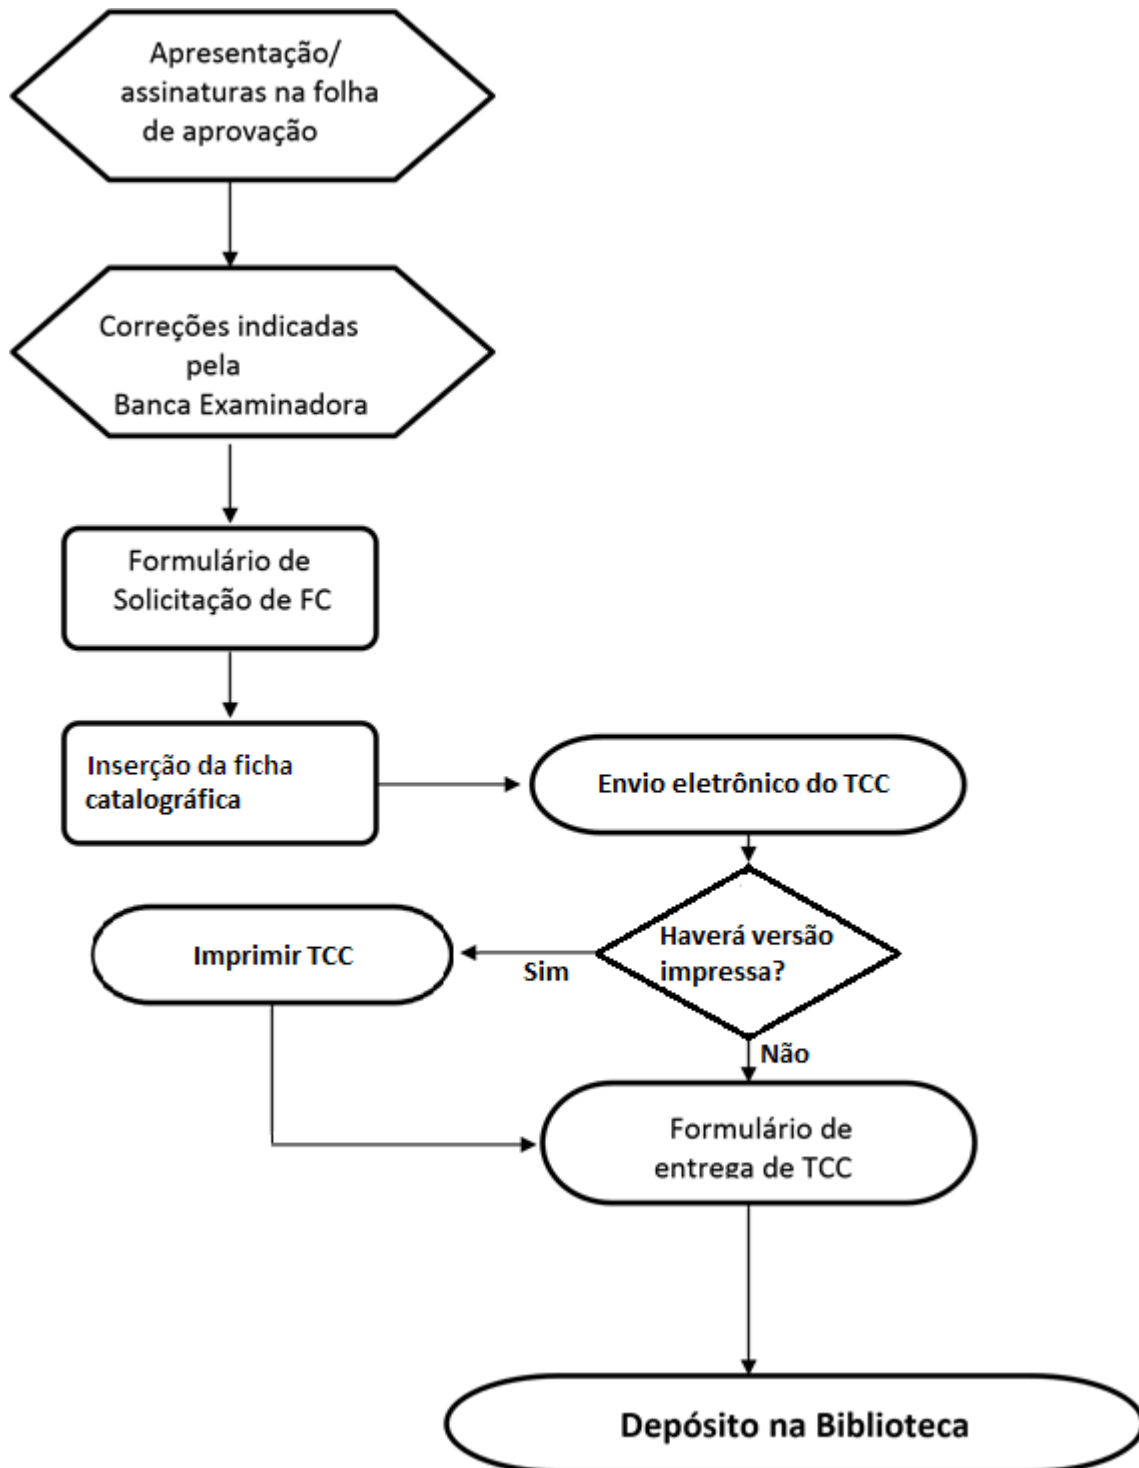 Apresentação/
assinaturas na folha
de aprovação
Correções indicadas
pela
Banca Examinadora
Formulário de
Solicitação de FC
Inserção da ficha
catalográfica
Envio eletrônico do TCC
Haverá versão
impressa?
Sim
Imprimir TCC
Não
Formulário de
entrega de TCC
Depósito na Biblioteca